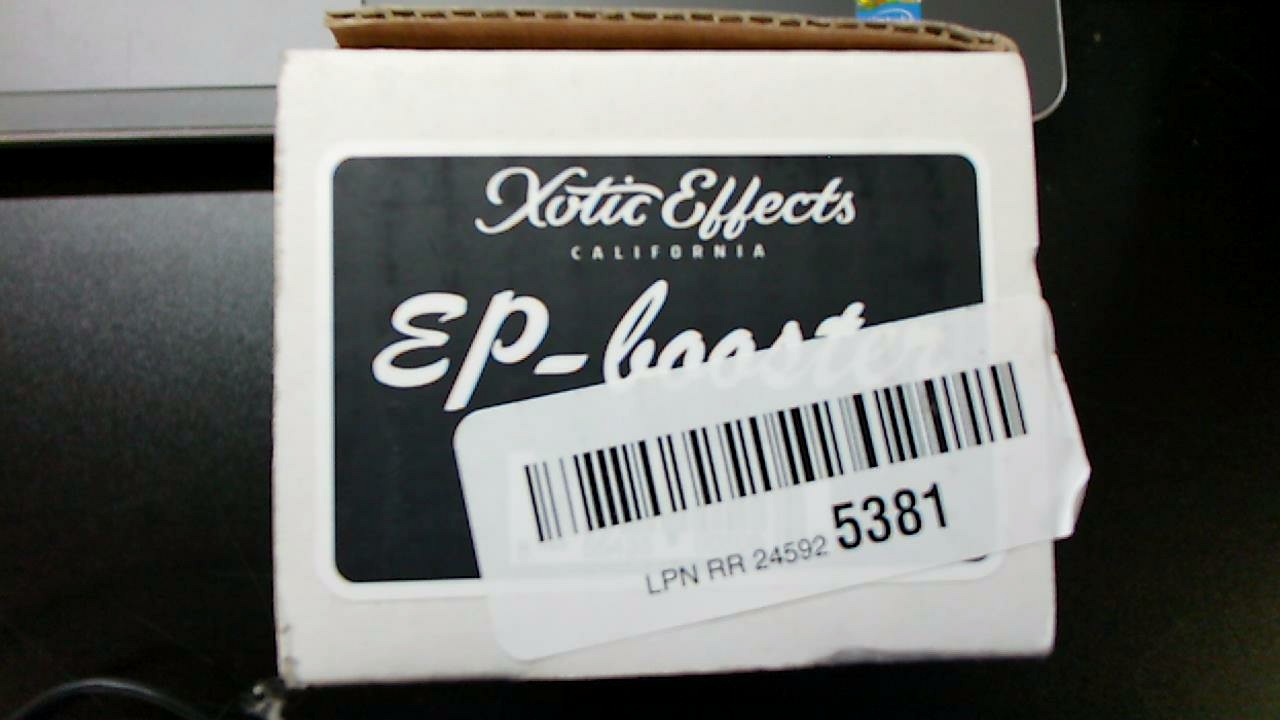 Xotic Effects
CALIFORNIA
EP-booster
LPN RR 24592 5381